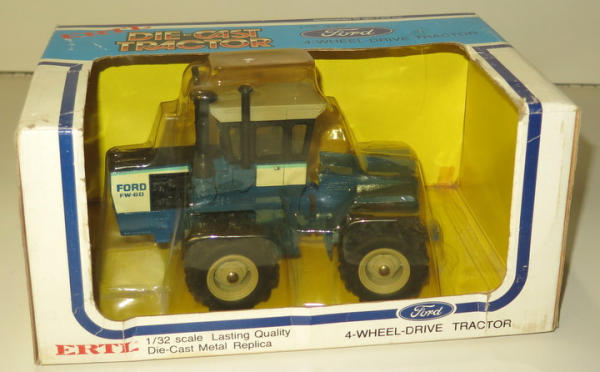 ERTL DIE-CAST TRACTOR
Ford
4-WHEEL-DRIVE TRACTOR
FORD
FW-60
Ford
ERTL
1/32 scale Lasting Quality
Die-Cast Metal Replica
4-WHEEL-DRIVE TRACTOR